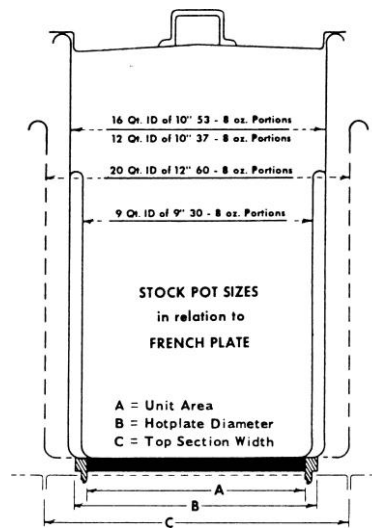 16 Qt. ID of 10" 53 - 8 oz. Portions
12 Qt. ID of 10" 37 - 8 oz. Portions
20 Qt. ID of 12" 60 - 8 oz. Portions
9 Qt. ID of 9" 30 - 8 oz. Portions
STOCK POT SIZES
in relation to
FRENCH PLATE
A = Unit Area
B = Hotplate Diameter
C = Top Section Width
A
B
C